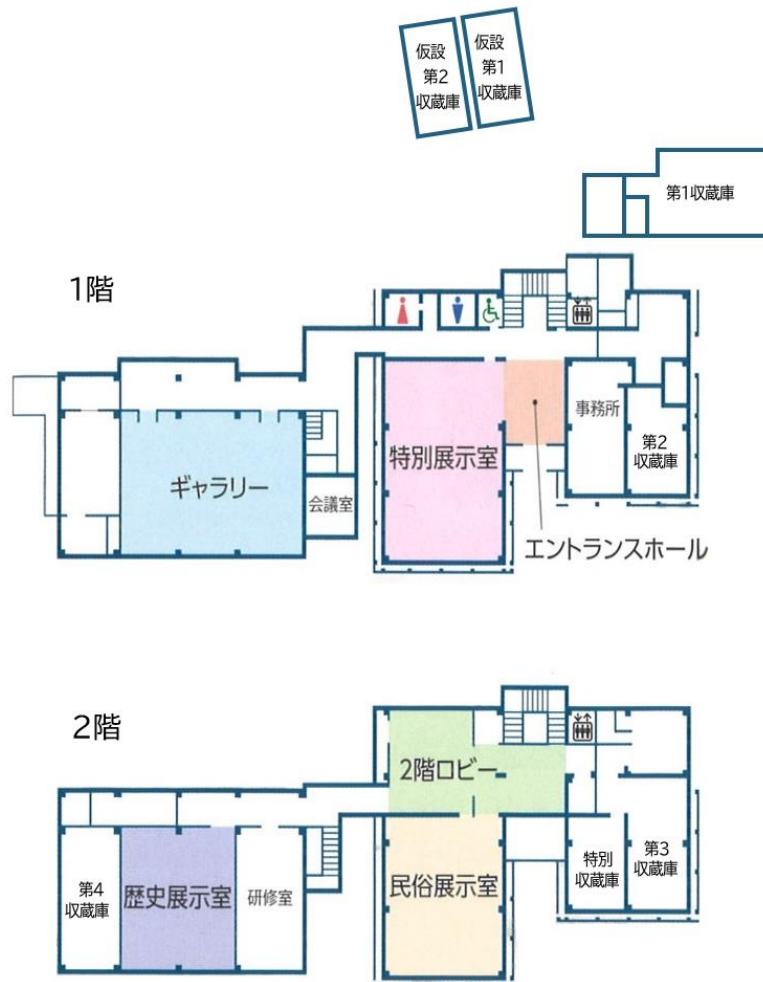 仮設
第2
収蔵庫
仮設
第1
収蔵庫
第1収蔵庫
1階
事務所
特別展示室
第2
収蔵庫
ギャラリー
会議室
エントランスホール
2階
2階ロビー
第4
収蔵庫
歴史展示室
研修室
民俗展示室
特別
収蔵庫
第3
収蔵庫